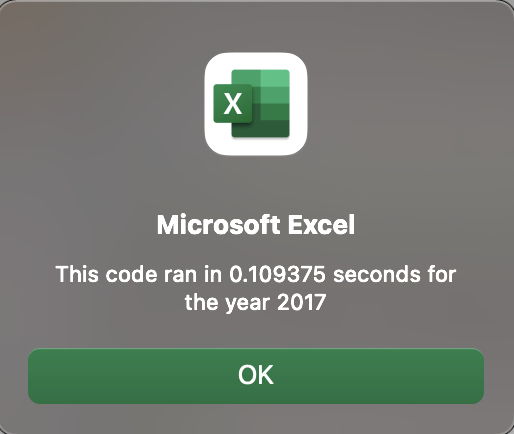 X
Microsoft Excel
This code ran in 0.109375 seconds for
the year 2017
OK